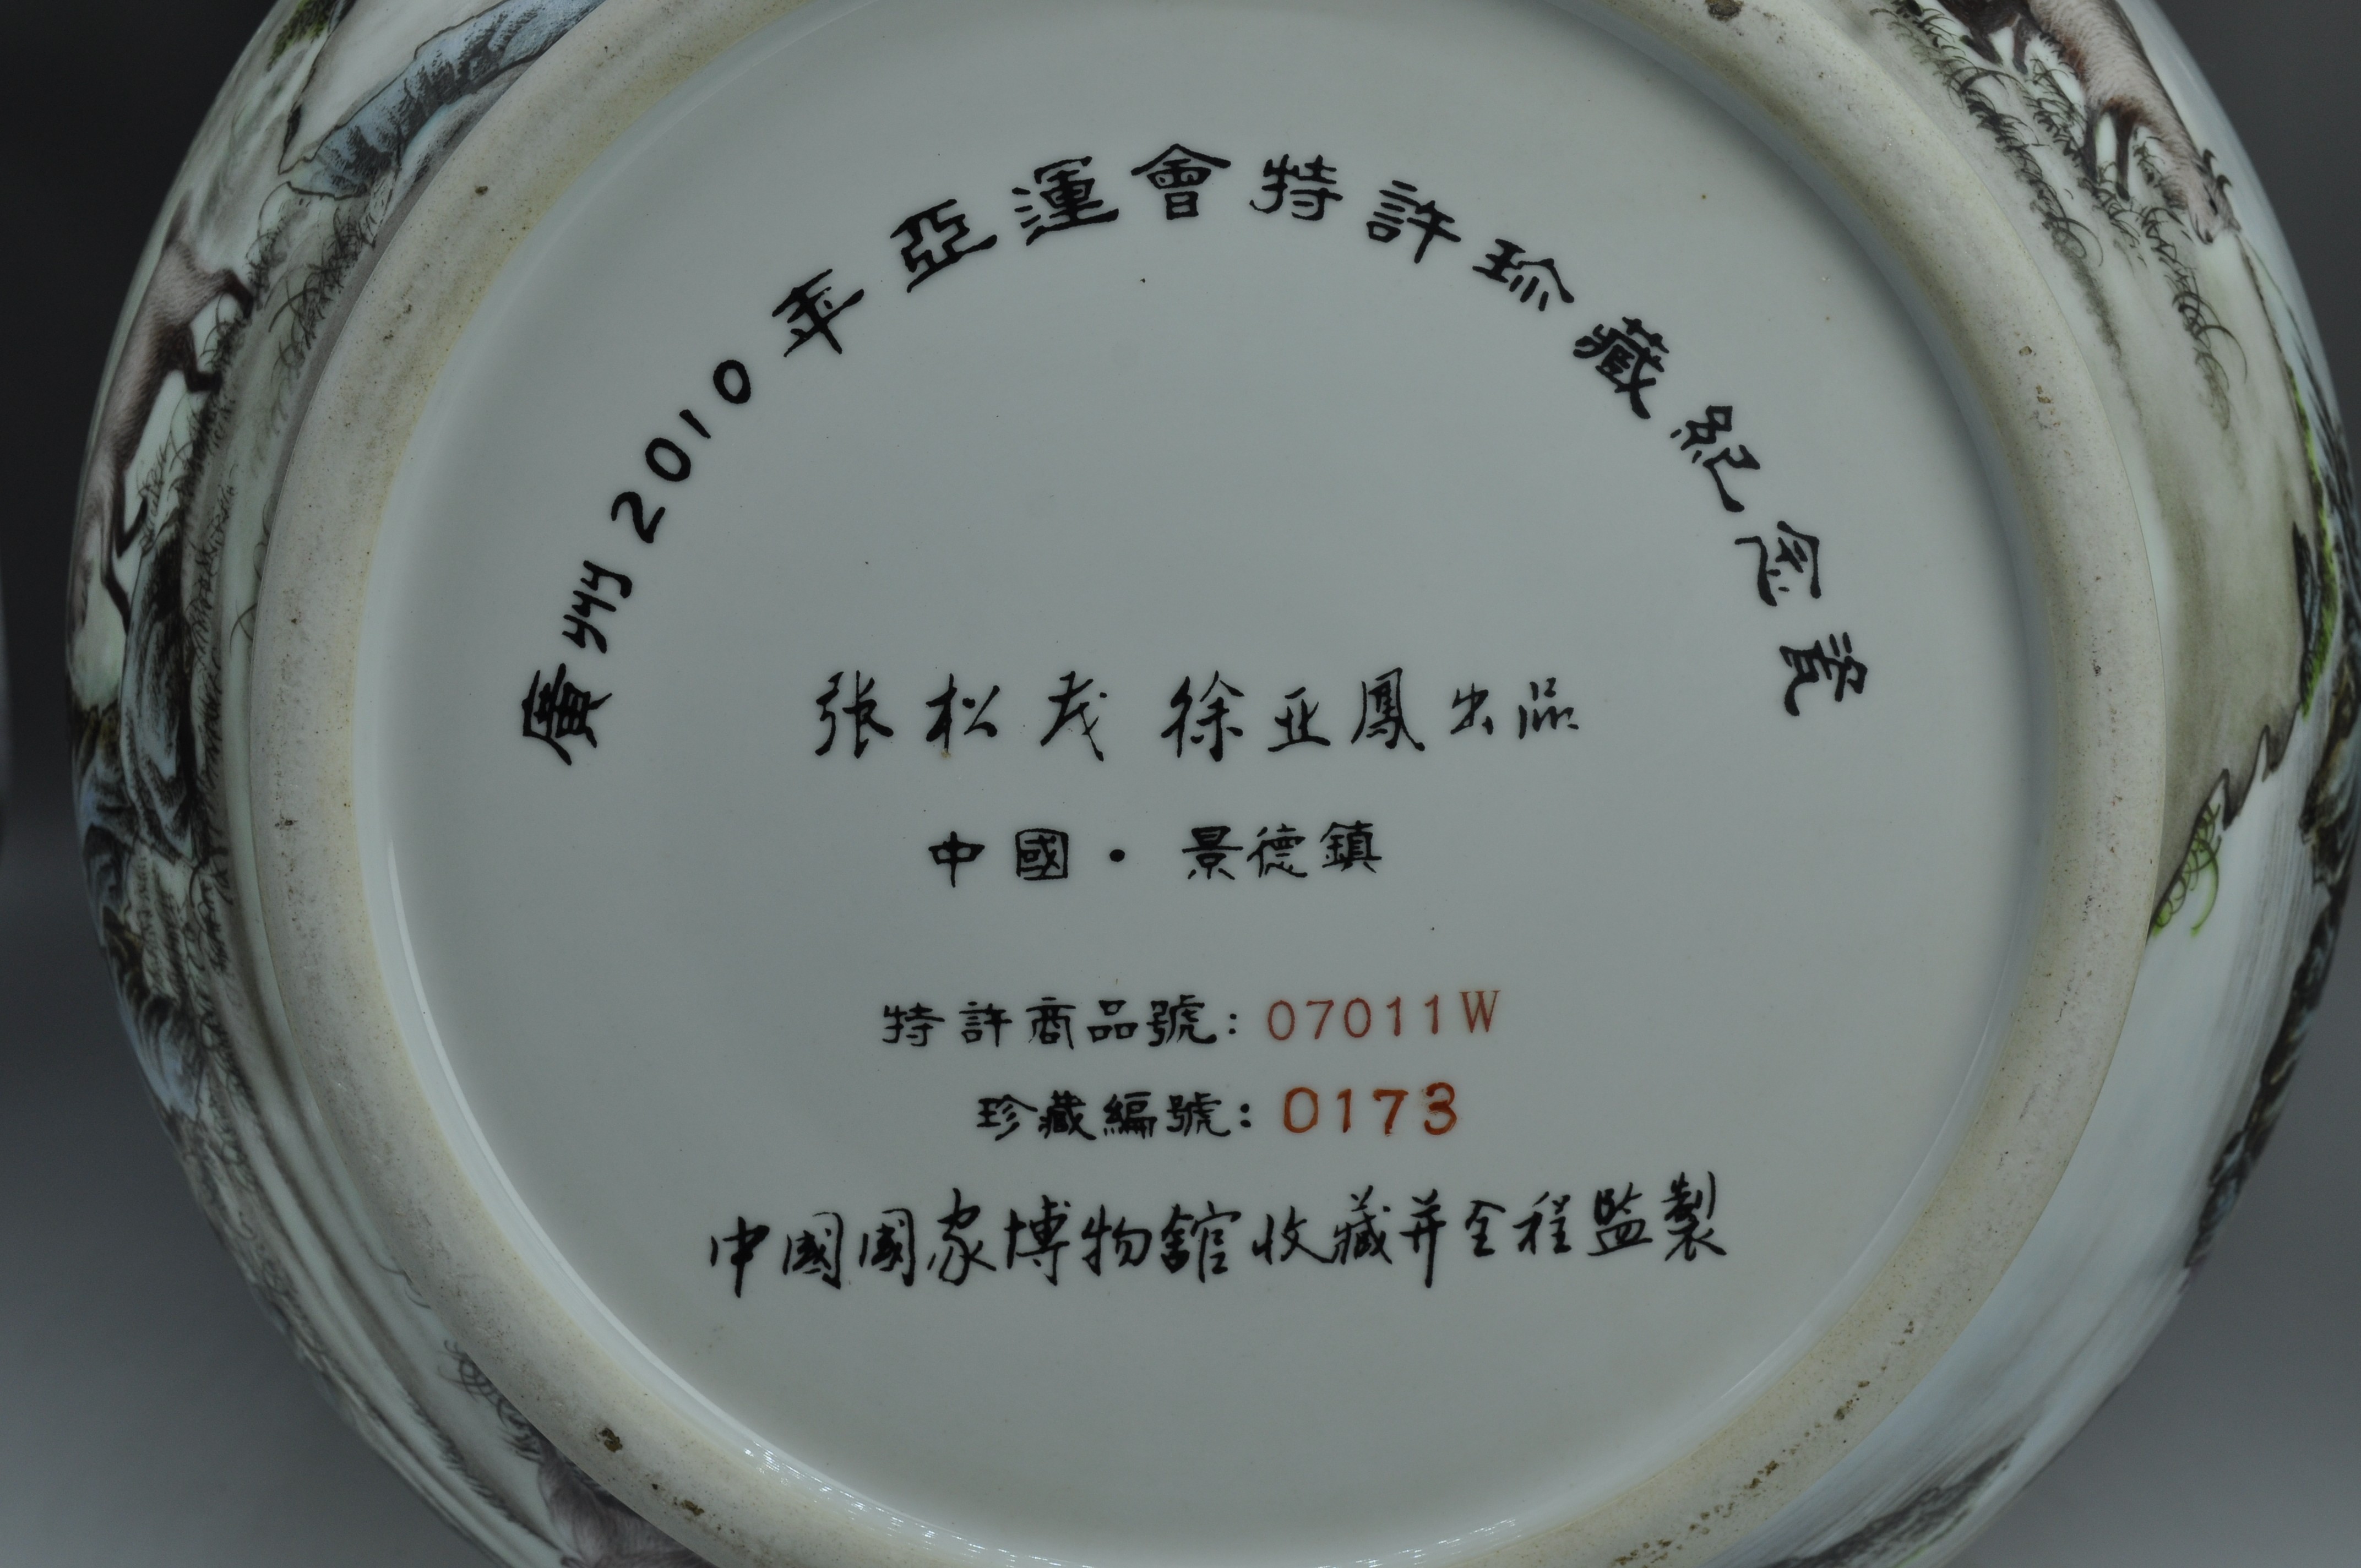 廣州2010年亞運會特許珍藏紀念瓷
张松茂 徐亚鳳出品
中國·景德鎮
特許商品號:07011W
珍藏編號:0173
中國國家博物館收藏并全程監製